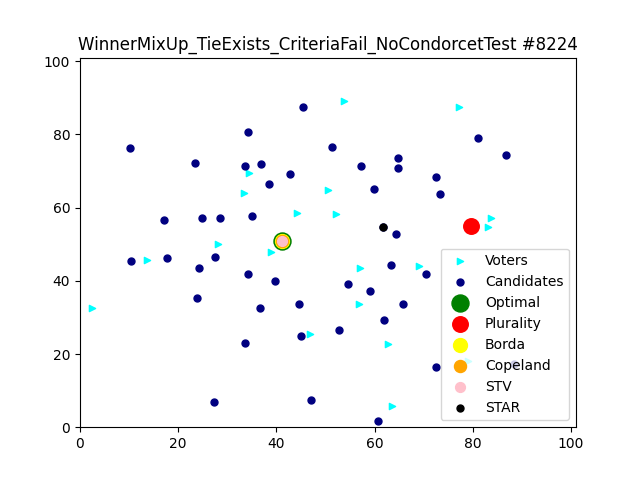 WinnerMixUp_TieExists_CriteriaFail_NoCondorcetTest #8224
100
80
60
40
20
0
0 20 40 60 80 100
Voters
Candidates
Optimal
Plurality
Borda
Copeland
STV
STAR